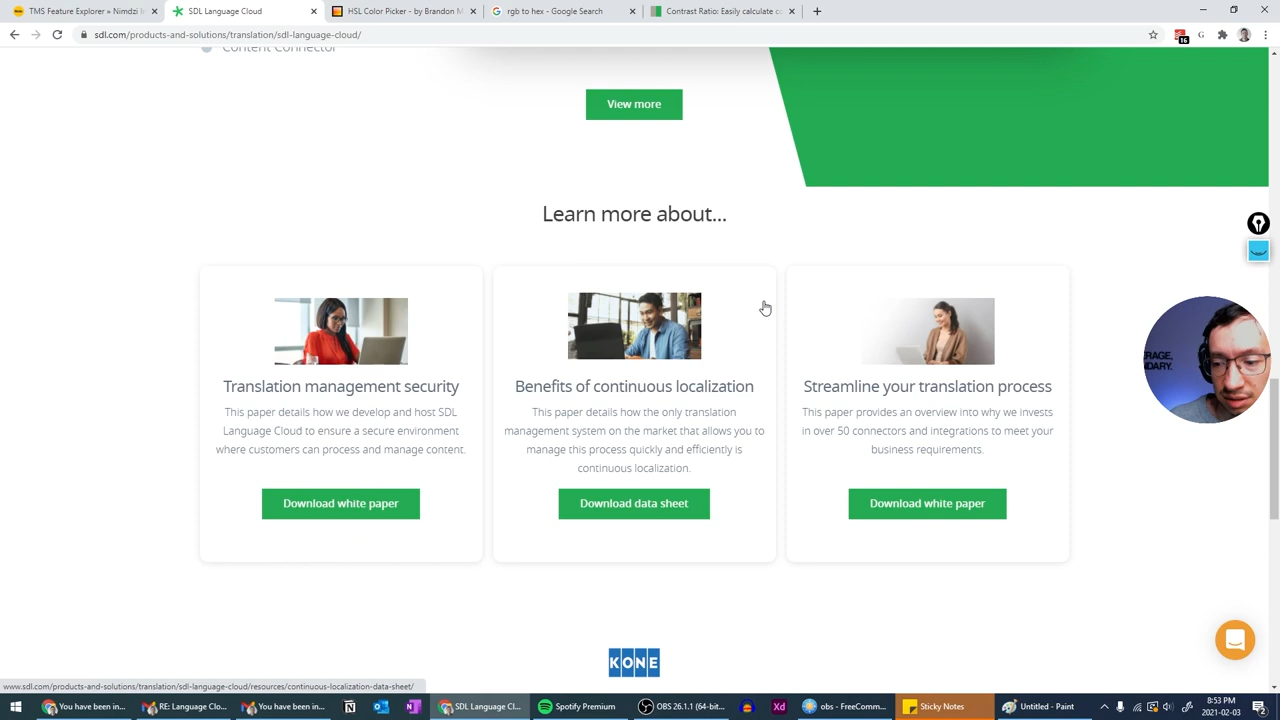 TMS Feature Explorer » Nimdzi I
SDL Language Cloud
HSL Color Picker - by Brandon M
rgb to hex - Google Search
Contrast Ratio: Easily calculate c
sdl.com/products-and-solutions/translation/sdl-language-cloud/
16
G
Content Connector
View more
Learn more about...
Translation management security
This paper details how we develop and host SDL
Language Cloud to ensure a secure environment
where customers can process and manage content.
Download white paper
Benefits of continuous localization
This paper details how the only translation
management system on the market that allows you to
manage this process quickly and efficiently is
continuous localization.
Download data sheet
Streamline your translation process
This paper provides an overview into why we invests
in over 50 connectors and integrations to meet your
business requirements.
Download white paper
ERAGE,
DARY.
KONE
www.sdl.com/products-and-solutions/translation/sdl-language-cloud/resources/continuous-localization-data-sheet/
You have been in...
RE: Language Clo...
You have been in...
SDL Language Cl...
Spotify Premium
OBS 26.1.1 (64-bit...
Xd
obs - FreeComm...
Sticky Notes
Untitled - Paint
8:53 PM
2021-02-03
2